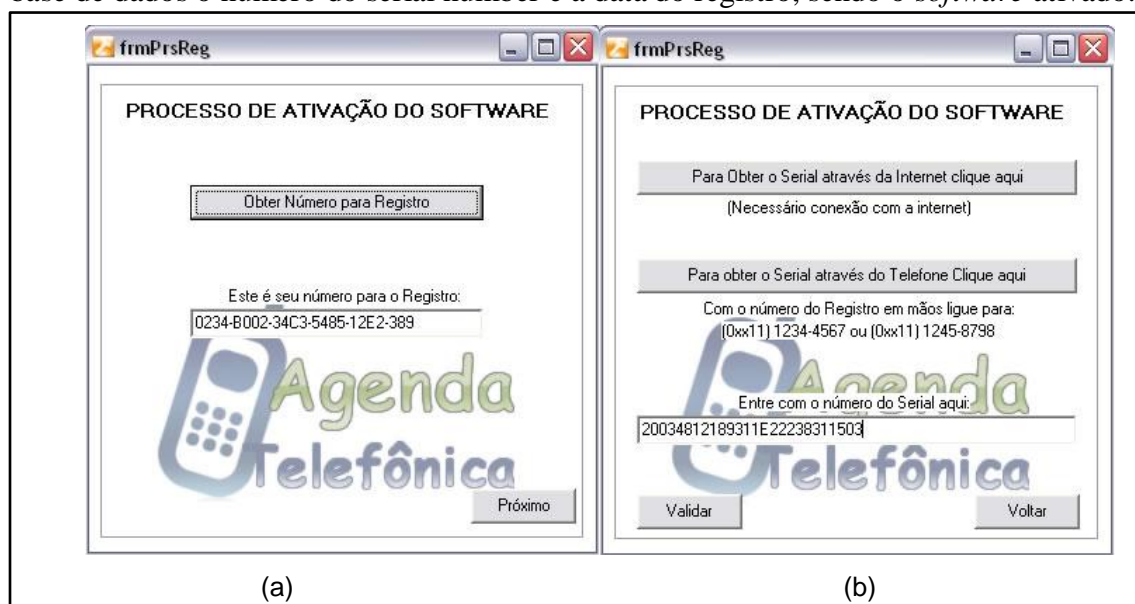 base de dados o número do serial number e a data do registro, sendo o software ativado.
frmPrsReg
PROCESSO DE ATIVAÇÃO DO SOFTWARE
Obter Número para Registro
Este é seu número para o Registro:
0234-B002-34C3-5485-12E2-389
Agenda
Telefônica
Próximo
(a)
frmPrsReg
PROCESSO DE ATIVAÇÃO DO SOFTWARE
Para Obter o Serial através da Internet clique aqui
(Necessário conexão com a internet)
Para obter o Serial através do Telefone Clique aqui
Com o número do Registro em mãos ligue para:
(0xx11) 1234-4567 ou (0xx11) 1245-8798
Agenda
Entre com o número do Serial aqui:
20034812189311E22238311503
Telefônica
Validar
Voltar
(b)